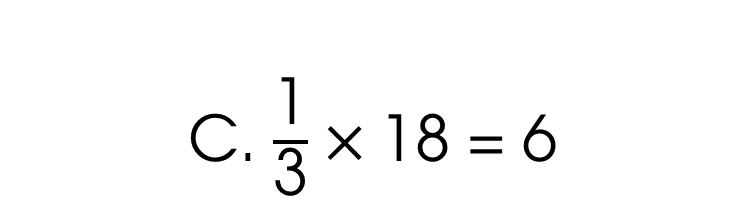 C. 1/3 × 18 = 6